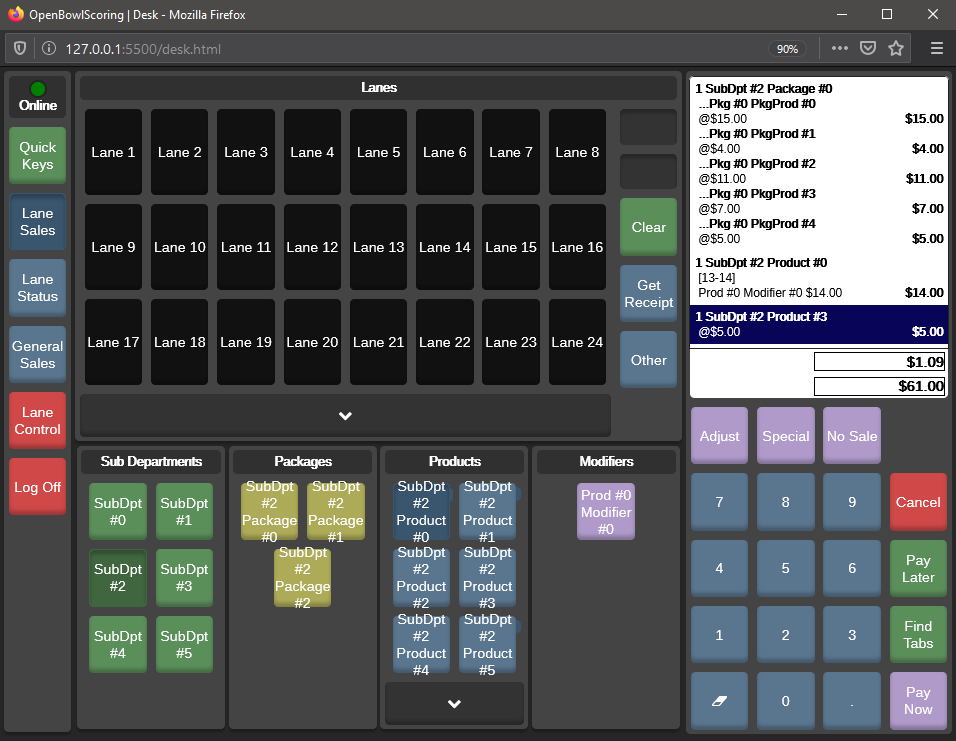 OpenBowlScoring | Desk - Mozilla Firefox
127.0.0.1:5500/desk.html
90%
Online
Quick
Keys
Lane
Sales
Lane
Status
General
Sales
Lane
Control
Log Off
Lanes
Lane 1
Lane 2
Lane 3
Lane 4
Lane 5
Lane 6
Lane 7
Lane 8
Lane 9
Lane 10
Lane 11
Lane 12
Lane 13
Lane 14
Lane 15
Lane 16
Lane 17
Lane 18
Lane 19
Lane 20
Lane 21
Lane 22
Lane 23
Lane 24
Clear
Get
Receipt
Other
Sub Departments
SubDpt
#0
SubDpt
#1
SubDpt
#2
SubDpt
#3
SubDpt
#4
SubDpt
#5
Packages
SubDpt
#2
Package
#0
SubDpt
#2
Package
#1
SubDpt
#2
Package
#2
Products
SubDpt
#2
Product
#0
SubDpt
#2
Product
#1
SubDpt
#2
Product
#2
SubDpt
#2
Product
#3
SubDpt
#2
Product
#4
SubDpt
#2
Product
#5
Modifiers
Prod #0
Modifier
#0
1 SubDpt #2 Package #0
...Pkg #0 PkgProd #0
@$15.00 $15.00
...Pkg #0 PkgProd #1
@$4.00 $4.00
...Pkg #0 PkgProd #2
@$11.00 $11.00
...Pkg #0 PkgProd #3
@$7.00 $7.00
...Pkg #0 PkgProd #4
@$5.00 $5.00
1 SubDpt #2 Product #0
[13-14]
Prod #0 Modifier #0 $14.00 $14.00
1 SubDpt #2 Product #3
@$5.00 $5.00
$1.09
$61.00
Adjust
Special
No Sale
7
8
9
Cancel
4
5
6
Pay
Later
1
2
3
Find
Tabs
0
.
Pay
Now